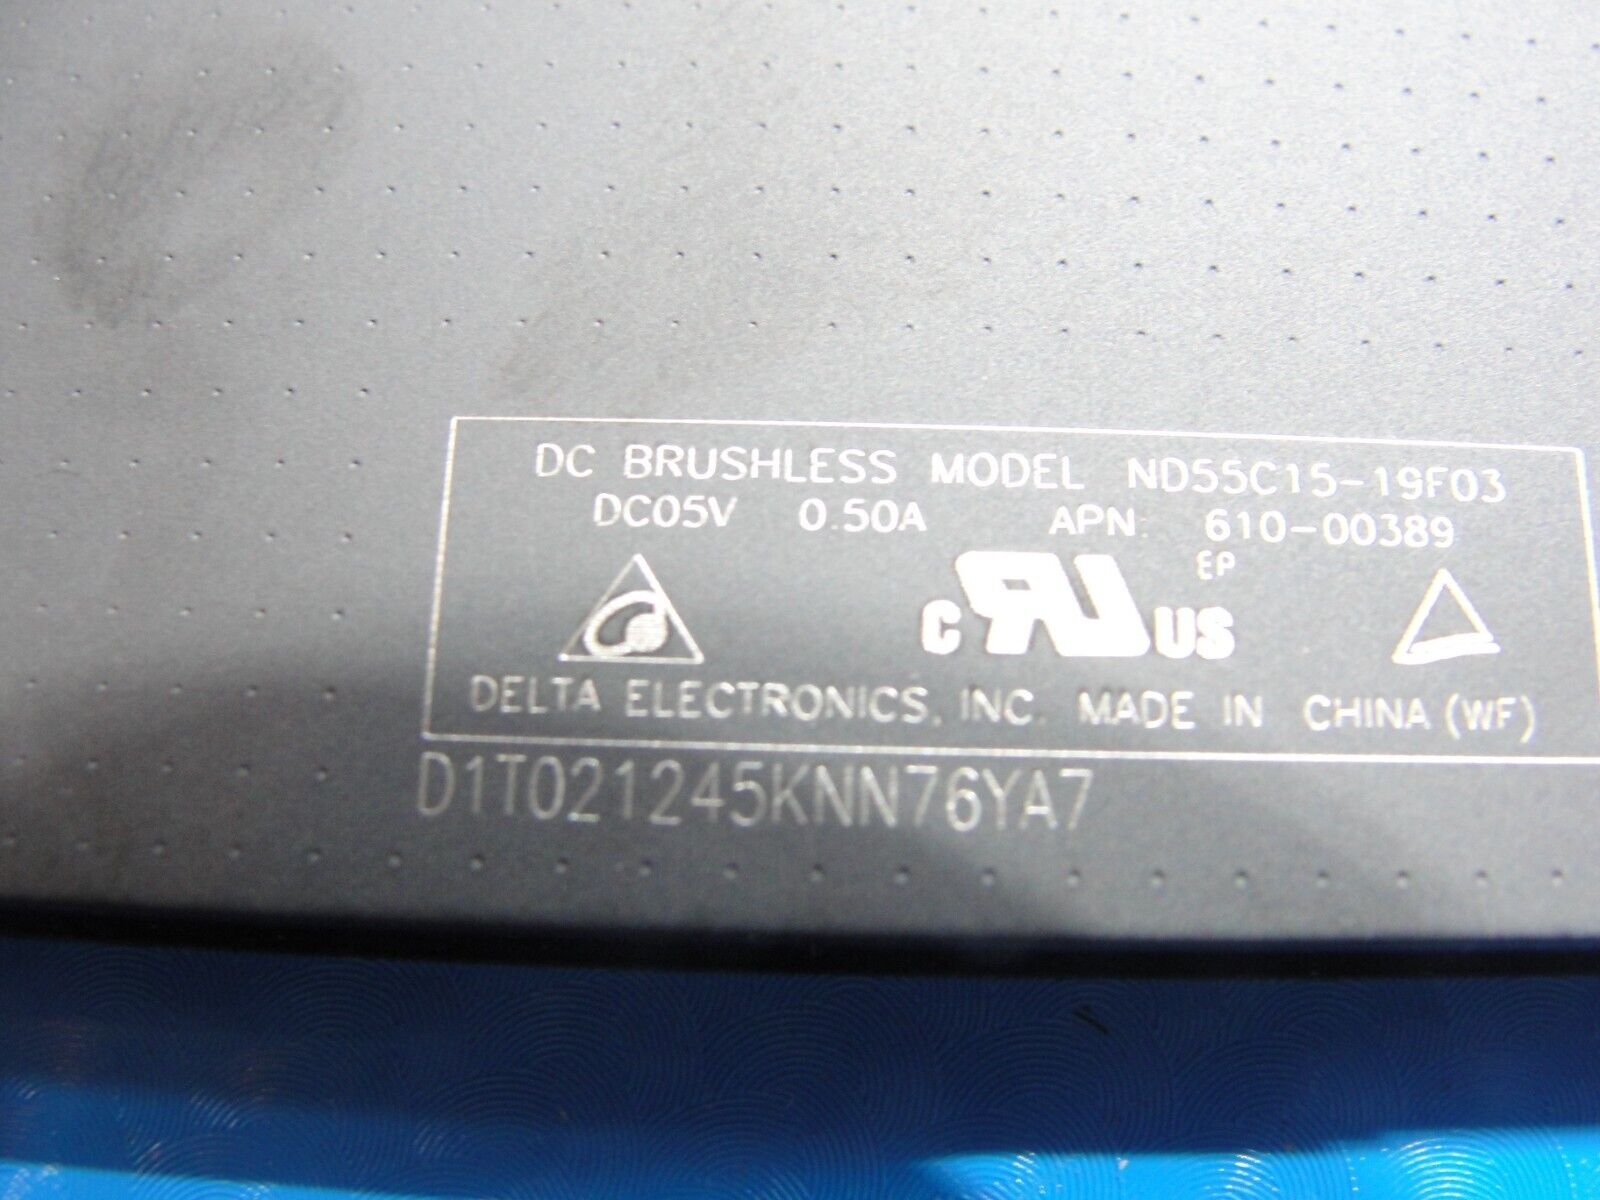 DC BRUSHLESS MODEL ND55C15-19F03
DC05V 0.50A APN: 610-00389
EP
C RU US
DELTA ELECTRONICS, INC. MADE IN CHINA (WF)
D1T021245KNN76YA7